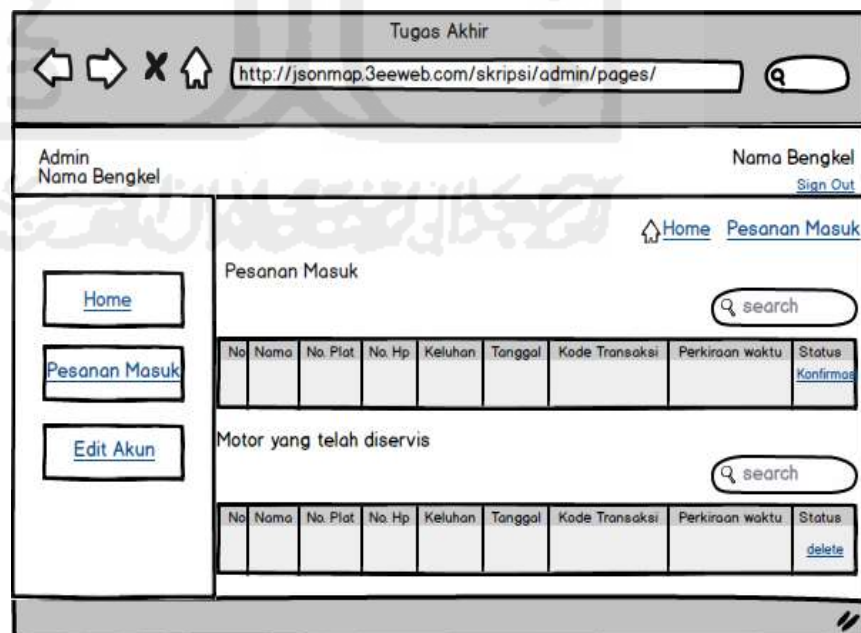 Tugas Akhir
http://jsonmap.3eeweb.com/skripsi/admin/pages/
Admin
Nama Bengkel
Nama Bengkel
Sign Out
Home Pesanan Masuk
Home
Pesanan Masuk
Edit Akun
Pesanan Masuk
search
No Nama No. Plat No. Hp Keluhan Tanggal Kode Transaksi Perkiraan waktu Status
Konfirmasi
Motor yang telah diservis
search
No Nama No. Plat No. Hp Keluhan Tanggal Kode Transaksi Perkiraan waktu Status
delete